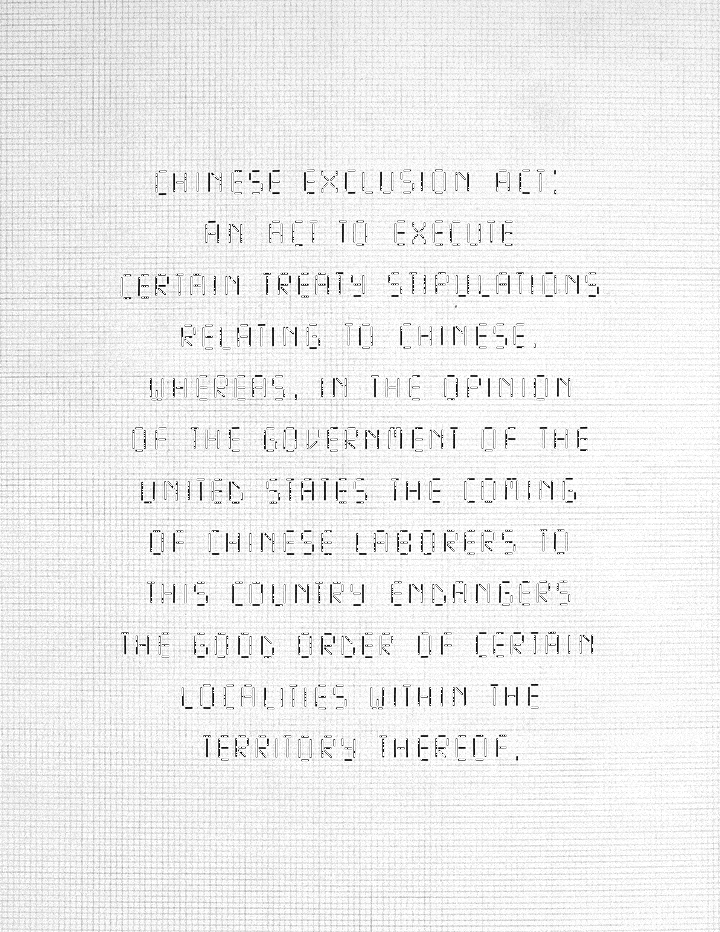 CHINESE EXCLUSION ACT:
AN ACT TO EXECUTE
CERTAIN TREATY STIPULATIONS
RELATING TO CHINESE.
WHEREAS, IN THE OPINION
OF THE GOVERNMENT OF THE
UNITED STATES THE COMING
OF CHINESE LABORERS TO
THIS COUNTRY ENDANGERS
THE GOOD ORDER OF CERTAIN
LOCALITIES WITHIN THE
TERRITORY THEREOF.